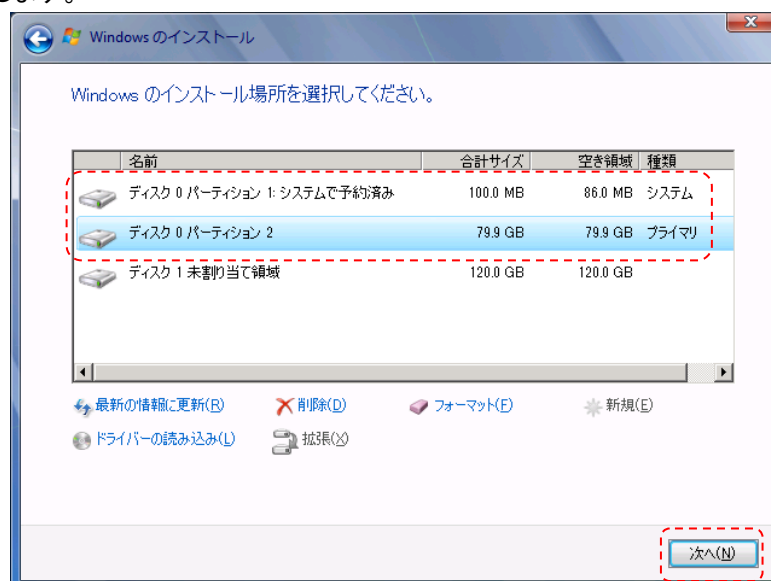 します。
Windows のインストール
Windows のインストール場所を選択してください。
名前 合計サイズ 空き領域 種類
ディスク 0 パーティション 1: システムで予約済み 100.0 MB 86.0 MB システム
ディスク 0 パーティション 2 79.9 GB 79.9 GB プライマリ
ディスク 1 未割り当て領域 120.0 GB 120.0 GB
最新の情報に更新(R) 削除(D) フォーマット(F) 新規(E)
ドライバーの読み込み(L) 拡張(X)
次へ(N)